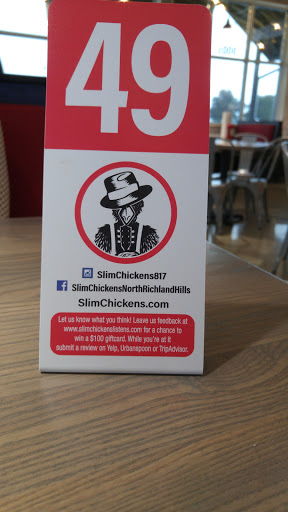 49
SlimChickens817
SlimChickensNorthRichlandHills
SlimChickens.com
Let us know what you think! Leave us feedback at
www.slimchickenslistens.com for a chance to
win a $100 giftcard. While you're at it
submit a review on Yelp, Urbanspoon or TripAdvisor.